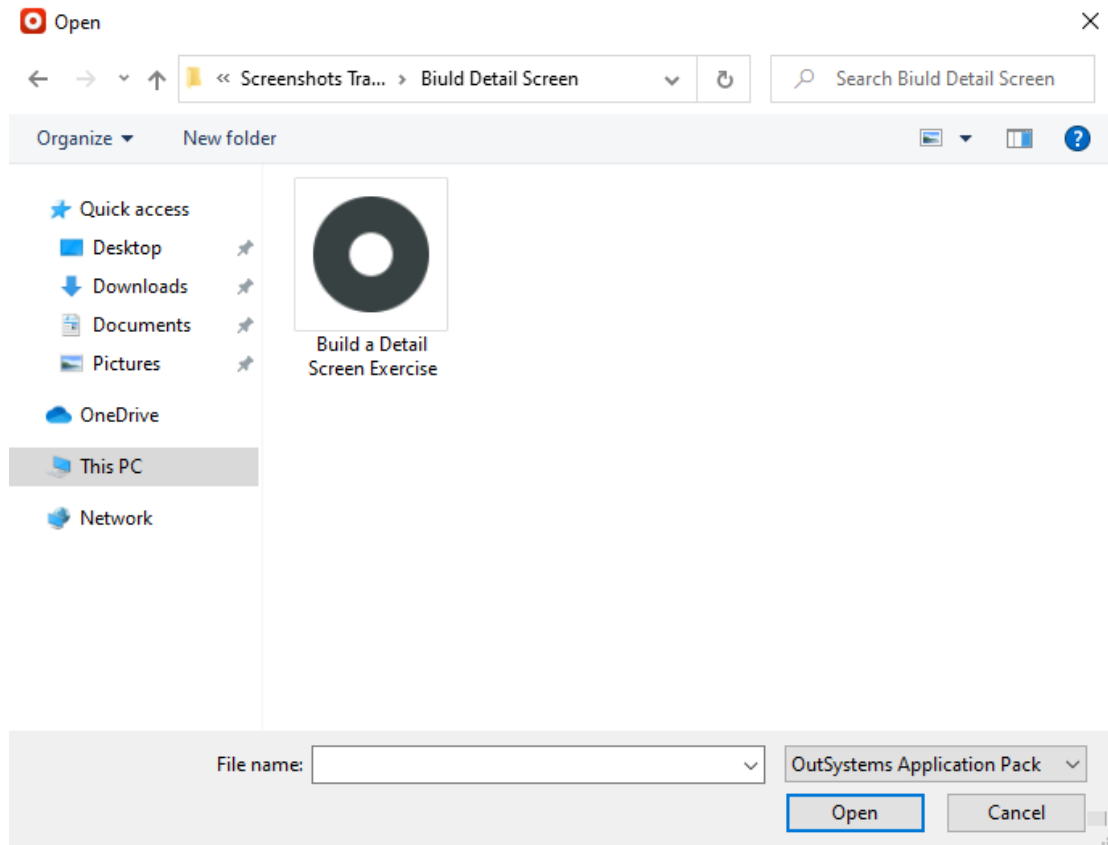 Open
« Screenshots Tra... › Biuld Detail Screen
Search Biuld Detail Screen
Organize
New folder
Quick access
Desktop
Downloads
Documents
Pictures
OneDrive
This PC
Network
Build a Detail
Screen Exercise
File name:
OutSystems Application Pack
Open
Cancel